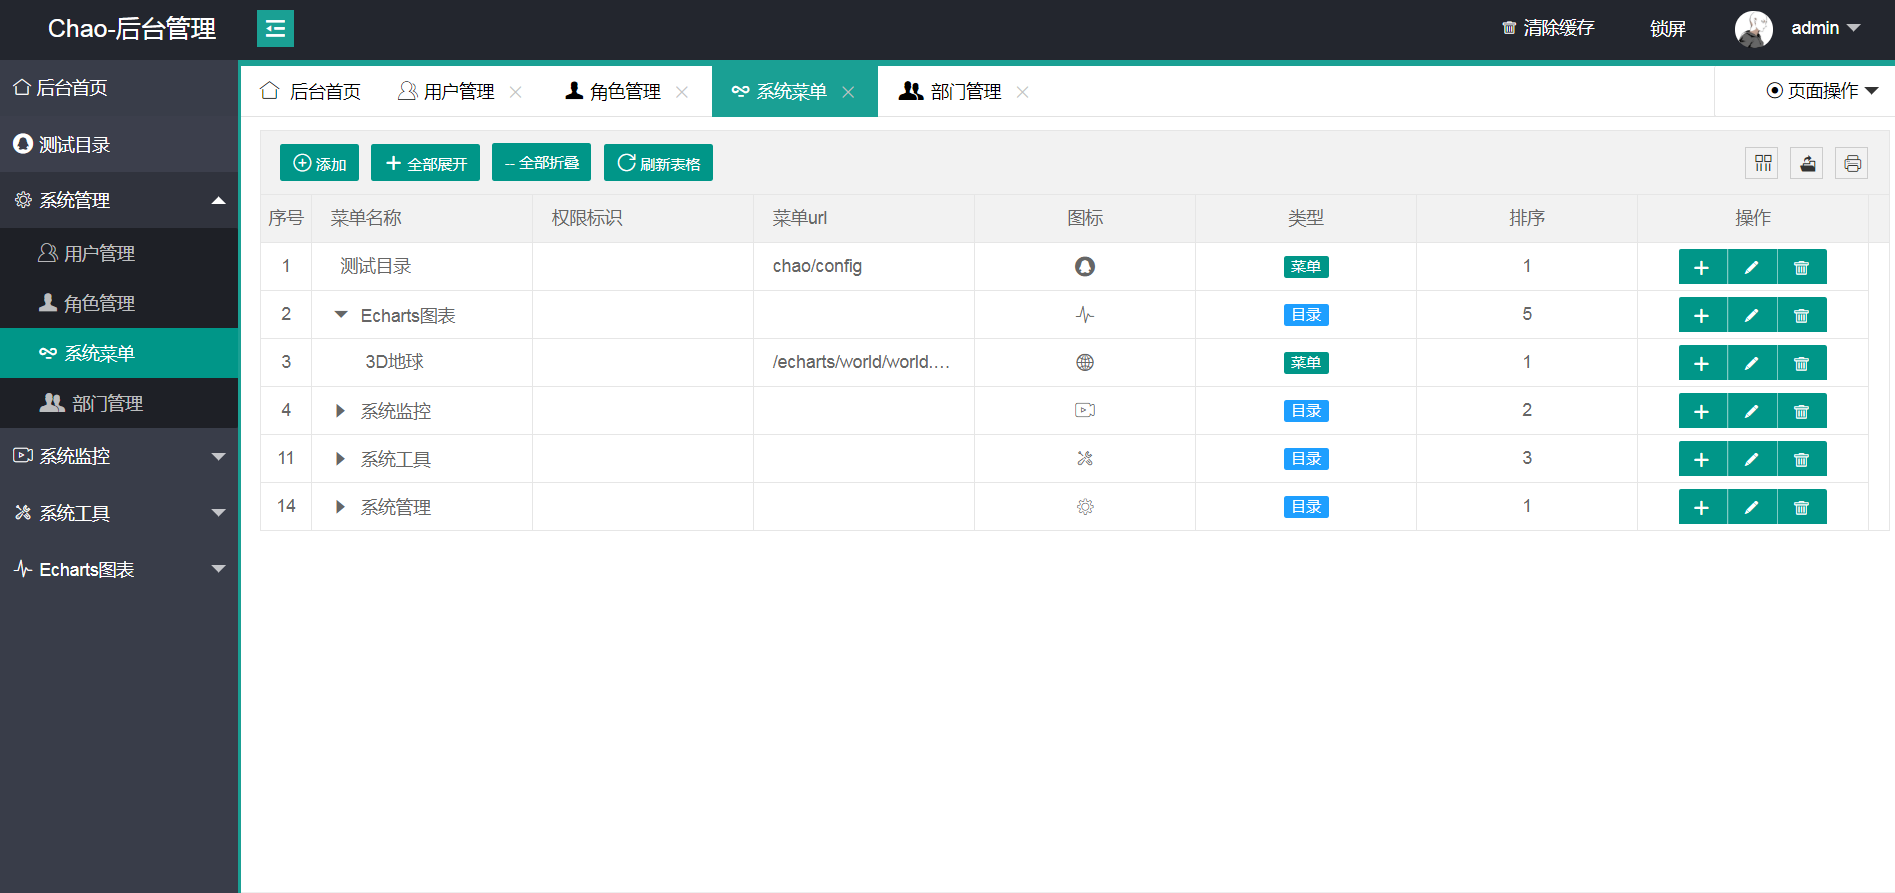 Chao-后台管理
清除缓存
锁屏
admin
后台首页
测试目录
系统管理
用户管理
角色管理
系统菜单
部门管理
系统监控
系统工具
Echarts图表
后台首页 用户管理 角色管理 系统菜单 部门管理 页面操作
添加 全部展开 全部折叠 刷新表格
序号 菜单名称 权限标识 菜单url 图标 类型 排序 操作
1 测试目录 chao/config 菜单 1
2 Echarts图表 目录 5
3 3D地球 /echarts/world/world.... 菜单 1
4 系统监控 目录 2
11 系统工具 目录 3
14 系统管理 目录 1